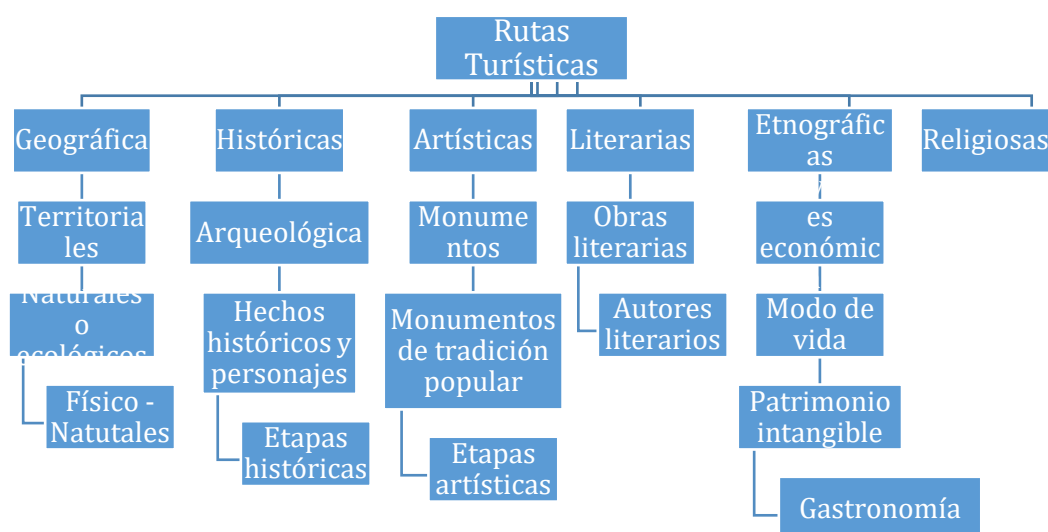 Rutas
Turísticas
Geográfica
Históricas
Artísticas
Literarias
Etnográfic
as
Religiosas
Territoria
les
Arqueológica
Monume
ntos
Obras
literarias
es
económic
Naturales
o
ecológicos
Hechos
históricos y
personajes
Monumentos
de tradición
popular
Autores
literarios
Modo de
vida
Físico -
Natutales
Etapas
históricas
Etapas
artísticas
Patrimonio
intangible
Gastronomía